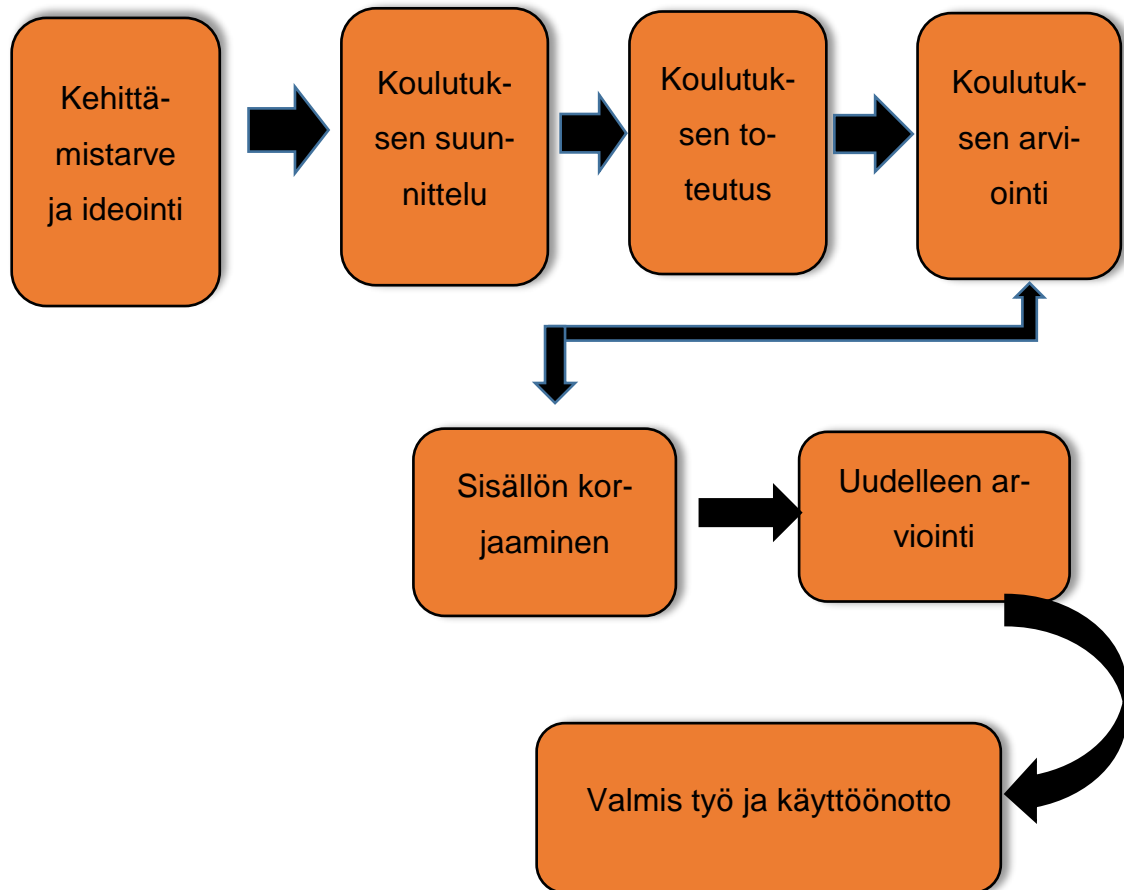 Kehittä-
mistarve
ja ideointi
Koulutuk-
sen suun-
nittelu
Koulutuk-
sen to-
teutus
Koulutuk-
sen arvi-
ointi
Sisällön kor-
jaaminen
Uudelleen ar-
viointi
Valmis työ ja käyttöönotto